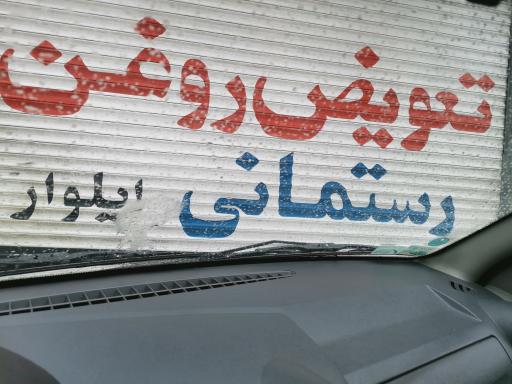 تعویض روغن
رستمانی ایلوار